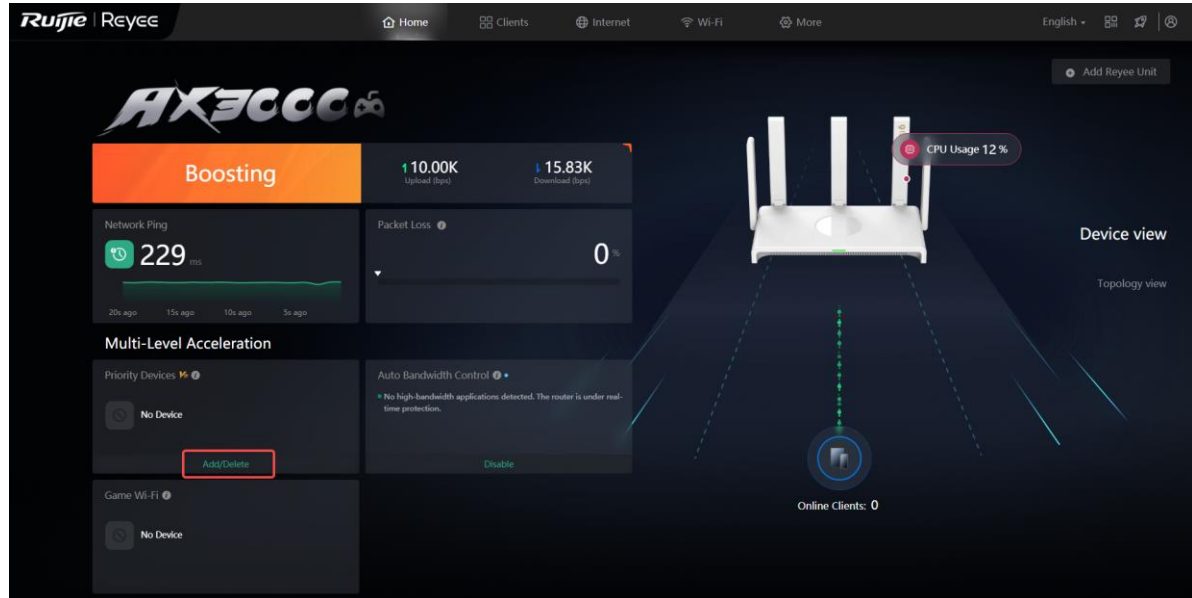 Ruijie | Reyee
Home
Clients
Internet
Wi-Fi
More
English
Add Reyee Unit
AX3000
Boosting
10.00K
Upload (bps)
15.83K
Download (bps)
CPU Usage 12 %
Network Ping
229 ms
20s ago 15s ago 10s ago 5s ago
Packet Loss
0 %
Device view
Topology view
Multi-Level Acceleration
Priority Devices
No Device
Add/Delete
Auto Bandwidth Control
No high-bandwidth applications detected. The router is under real-
time protection.
Disable
Game Wi-Fi
No Device
Online Clients: 0